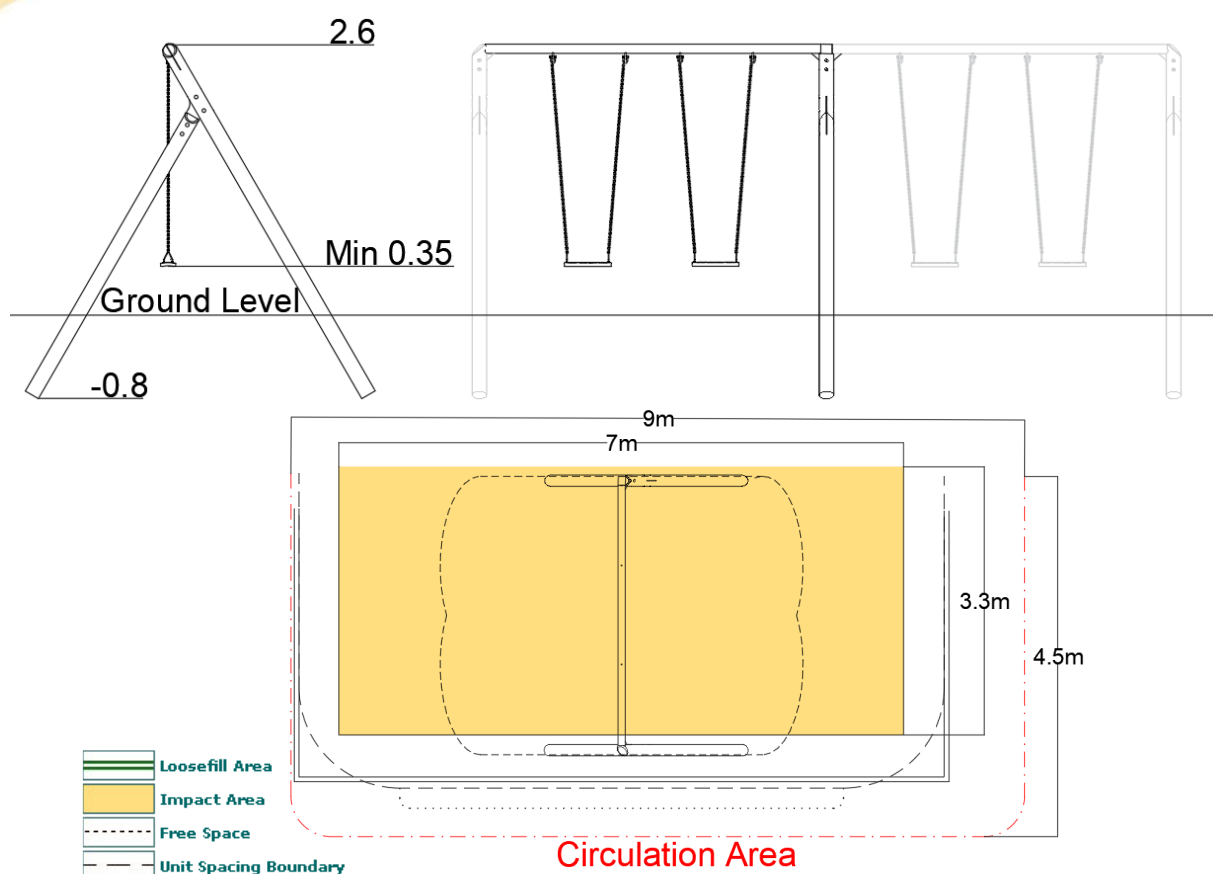 2.6
Min 0.35
Ground Level
-0.8
9m
7m
3.3m
4.5m
Loosefill Area
Impact Area
Free Space
Unit Spacing Boundary
Circulation Area